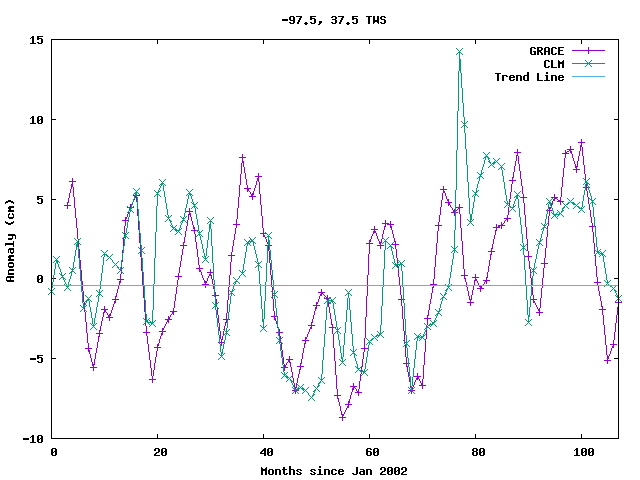 -97.5, 37.5 TWS
15
10
5
0
-5
-10
Anomaly (cm)
GRACE
CLM
Trend Line
0 20 40 60 80 100
Months since Jan 2002